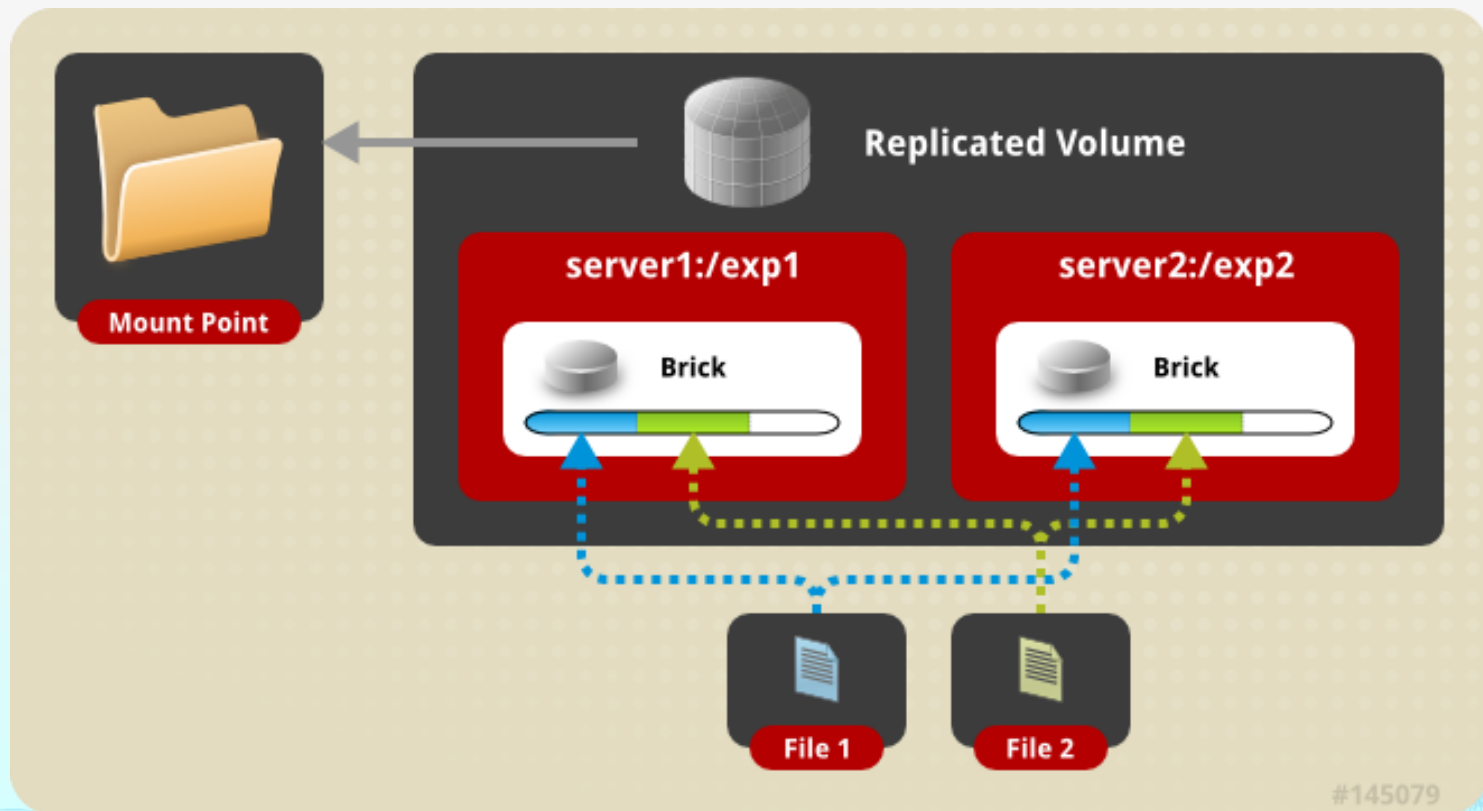 Replicated Volume
Mount Point
server1:/exp1
Brick
server2:/exp2
Brick
File 1
File 2
#145079